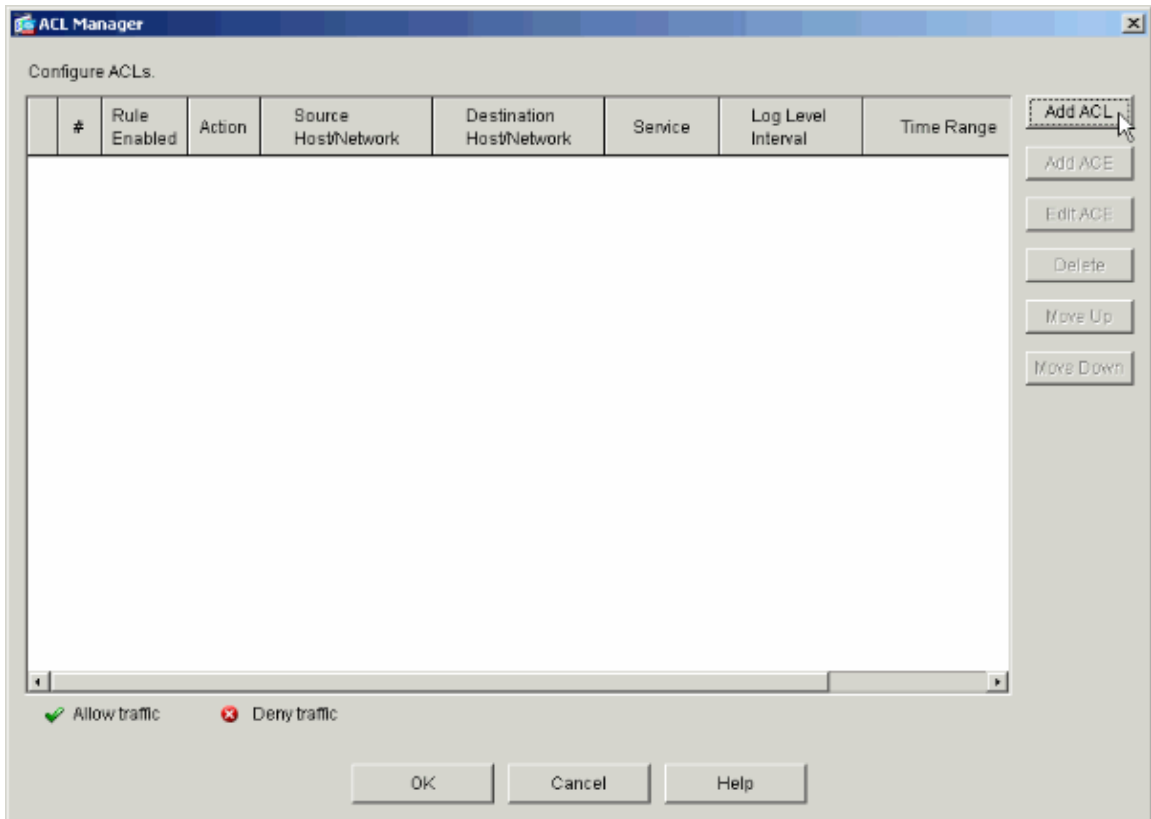 ACL Manager
Configure ACLs.
#
Rule
Enabled
Action
Source
Host/Network
Destination
Host/Network
Service
Log Level
Interval
Time Range
Add ACL
Add ACE
Edit ACE
Delete
Move Up
Move Down
Allow traffic
Deny traffic
OK
Cancel
Help